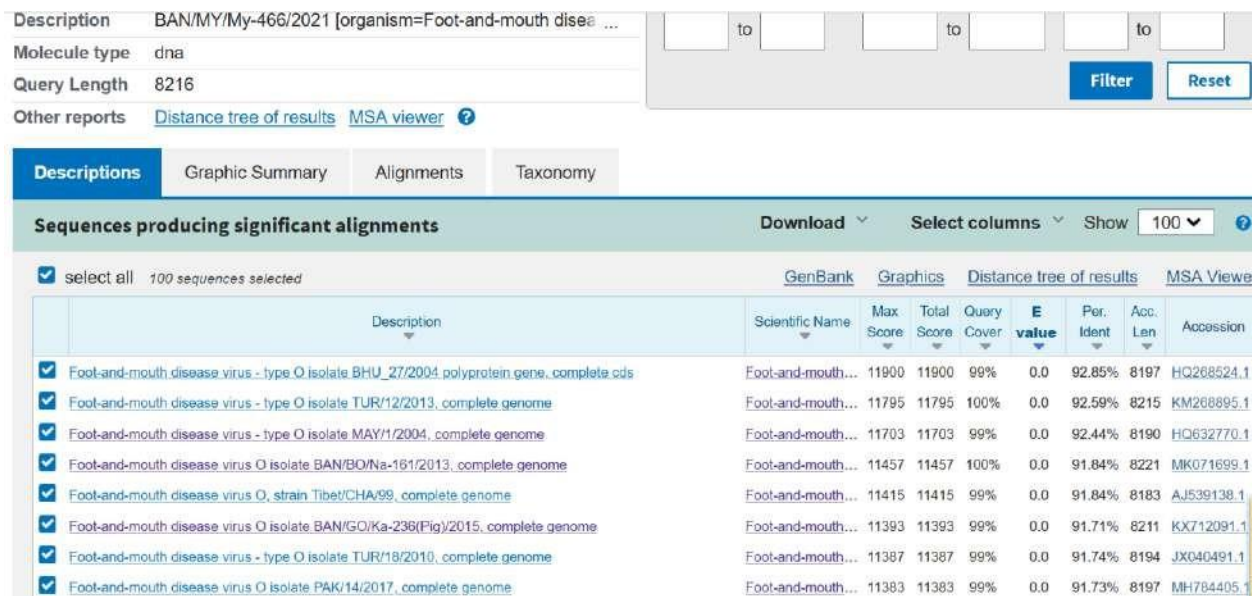 Description BAN/MY/My-466/2021 [organism=Foot-and-mouth disea ...
to to to
Molecule type dna
Query Length 8216
Filter Reset
Other reports Distance tree of results MSA viewer ?
Descriptions Graphic Summary Alignments Taxonomy
Sequences producing significant alignments Download Select columns Show 100 ?
select all 100 sequences selected GenBank Graphics Distance tree of results MSA Viewe
Description Scientific Name Max Score Total Score Query Cover E value Per. Ident Acc. Len Accession
Foot-and-mouth disease virus - type O isolate BHU_27/2004 polyprotein gene, complete cds Foot-and-mouth... 11900 11900 99% 0.0 92.85% 8197 HQ268524.1
Foot-and-mouth disease virus - type O isolate TUR/12/2013, complete genome Foot-and-mouth... 11795 11795 100% 0.0 92.59% 8215 KM268895.1
Foot-and-mouth disease virus - type O isolate MAY/1/2004, complete genome Foot-and-mouth... 11703 11703 99% 0.0 92.44% 8190 HQ632770.1
Foot-and-mouth disease virus O isolate BAN/BO/Na-161/2013, complete genome Foot-and-mouth... 11457 11457 100% 0.0 91.84% 8221 MK071699.1
Foot-and-mouth disease virus O, strain Tibet/CHA/99, complete genome Foot-and-mouth... 11415 11415 99% 0.0 91.84% 8183 AJ539138.1
Foot-and-mouth disease virus O isolate BAN/GO/Ka-236(Pig)/2015, complete genome Foot-and-mouth... 11393 11393 99% 0.0 91.71% 8211 KX712091.1
Foot-and-mouth disease virus - type O isolate TUR/18/2010, complete genome Foot-and-mouth... 11387 11387 99% 0.0 91.74% 8194 JX040491.1
Foot-and-mouth disease virus O isolate PAK/14/2017, complete genome Foot-and-mouth... 11383 11383 99% 0.0 91.73% 8197 MH784405.1